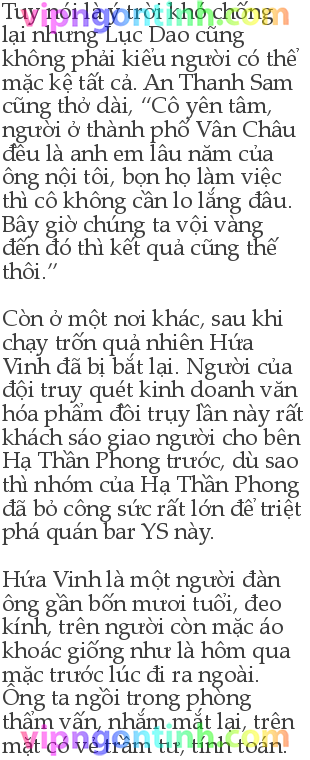 Tuy nói là ý trời khó chống
lại nhưng Lục Dao cũng
không phải kiểu người có thể
mặc kệ tất cả. An Thanh Sam
cũng thở dài, “Cô yên tâm,
người ở thành phố Vân Châu
đều là anh em lâu năm của
ông nội tôi, bọn họ làm việc
thì cô không cần lo lắng đâu.
Bây giờ chúng ta vội vàng
đến đó thì kết quả cũng thế
thôi.”
Còn ở một nơi khác, sau khi
chạy trốn quả nhiên Hứa
Vinh đã bị bắt lại. Người của
đội truy quét kinh doanh văn
hóa phẩm đồi trụy lần này rất
khách sáo giao người cho bên
Hạ Thần Phong trước, dù sao
thì nhóm của Hạ Thần Phong
đã bỏ công sức rất lớn để triệt
phá quán bar YS này.
Hứa Vinh là một người đàn
ông gần bốn mươi tuổi, đeo
kính, trên người còn mặc áo
khoác giống như là hôm qua
mặc trước lúc đi ra ngoài.
Ông ta ngồi trong phòng
thẩm vấn, nhắm mắt lại, trên
mặt có vẻ trầm tư, tính toán.
vipngontinh.com
vipngontinh.com